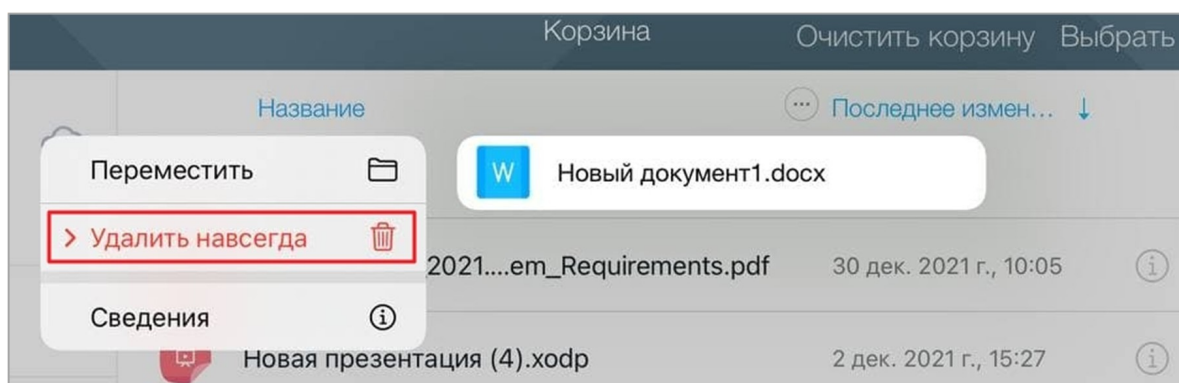 Корзина Очистить корзину Выбрать
Название ... Последнее измен... ↓
Переместить
W Новый документ1.docx
> Удалить навсегда
2021....em_Requirements.pdf 30 дек. 2021 г., 10:05
Сведения
Новая презентация (4).xodp 2 дек. 2021 г., 15:27